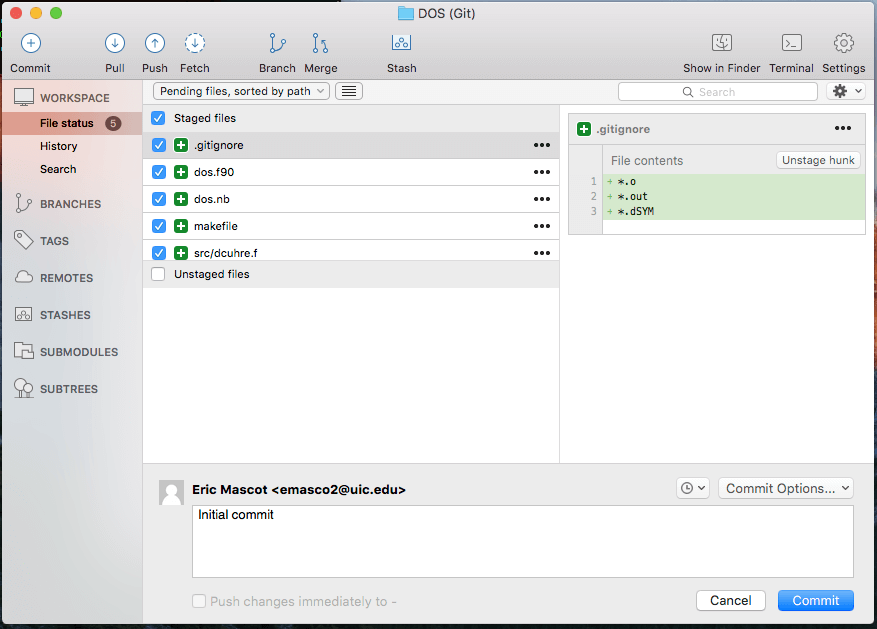 DOS (Git)
Commit Pull Push Fetch Branch Merge Stash Show in Finder Terminal Settings
WORKSPACE
File status 5
History
Search
BRANCHES
TAGS
REMOTES
STASHES
SUBMODULES
SUBTREES
Pending files, sorted by path
Search
Staged files
.gitignore
dos.f90
dos.nb
makefile
src/dcuhre.f
Unstaged files
.gitignore
File contents Unstage hunk
1 + *.o
2 + *.out
3 + *.dSYM
Eric Mascot <emasco2@uic.edu>
Commit Options...
Initial commit
Push changes immediately to -
Cancel Commit